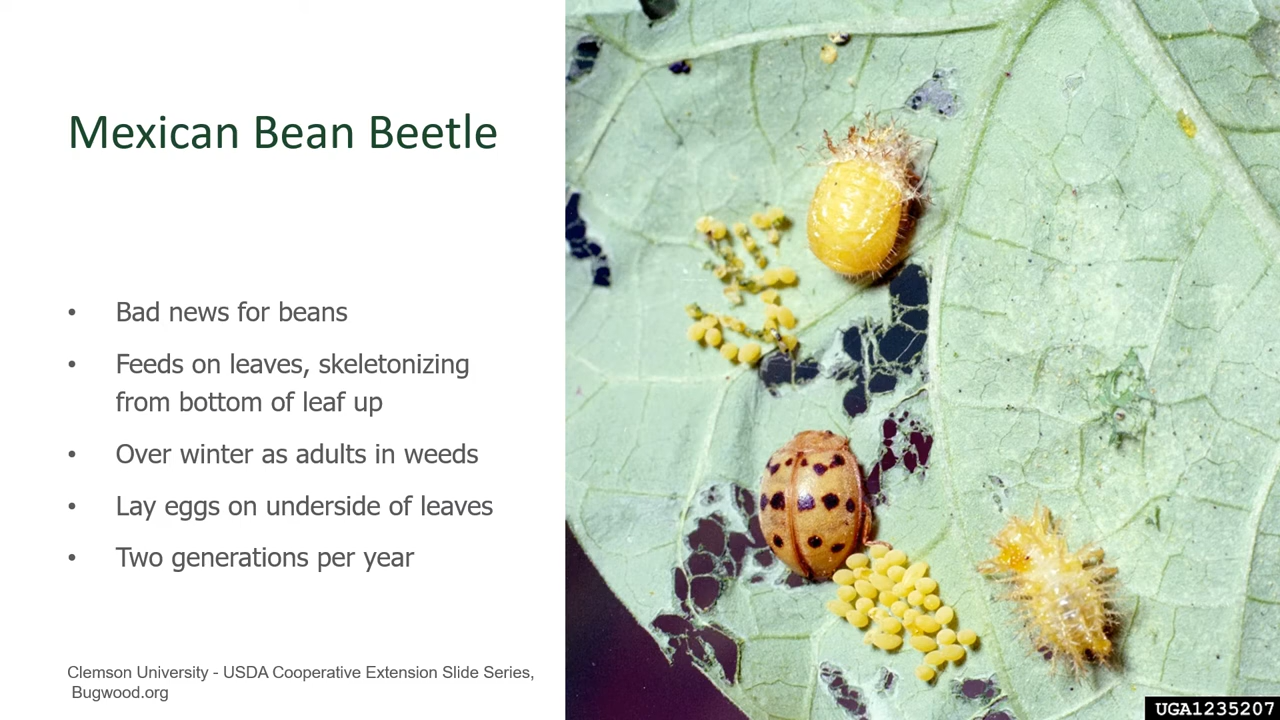 Mexican Bean Beetle
• Bad news for beans
• Feeds on leaves, skeletonizing
from bottom of leaf up
• Over winter as adults in weeds
• Lay eggs on underside of leaves
• Two generations per year
Clemson University - USDA Cooperative Extension Slide Series,
Bugwood.org
UGA1235207